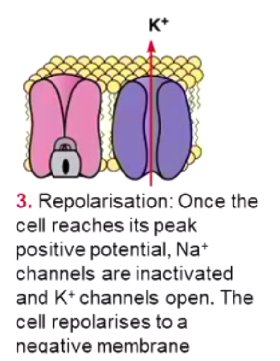 K⁺
3. Repolarisation: Once the
cell reaches its peak
positive potential, Na⁺
channels are inactivated
and K⁺ channels open. The
cell repolarises to a
negative membrane